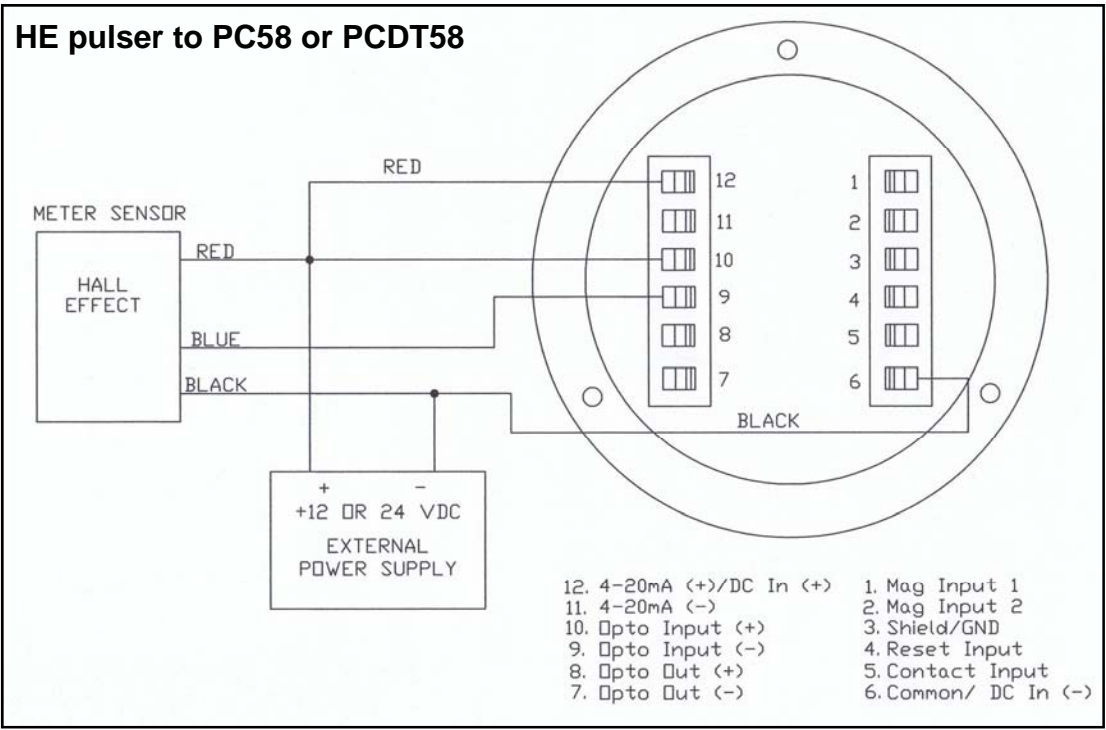 HE pulser to PC58 or PCDT58
RED
12
1
METER SENSOR
11
2
RED
10
3
HALL
EFFECT
9
4
BLUE
8
5
BLACK
7
6
BLACK
+ -
+12 OR 24 VDC
EXTERNAL
POWER SUPPLY
12. 4-20mA (+)/DC In (+)
11. 4-20mA (-)
10. Opto Input (+)
9. Opto Input (-)
8. Opto Out (+)
7. Opto Out (-)
1. Mag Input 1
2. Mag Input 2
3. Shield/GND
4. Reset Input
5. Contact Input
6. Common/ DC In (-)